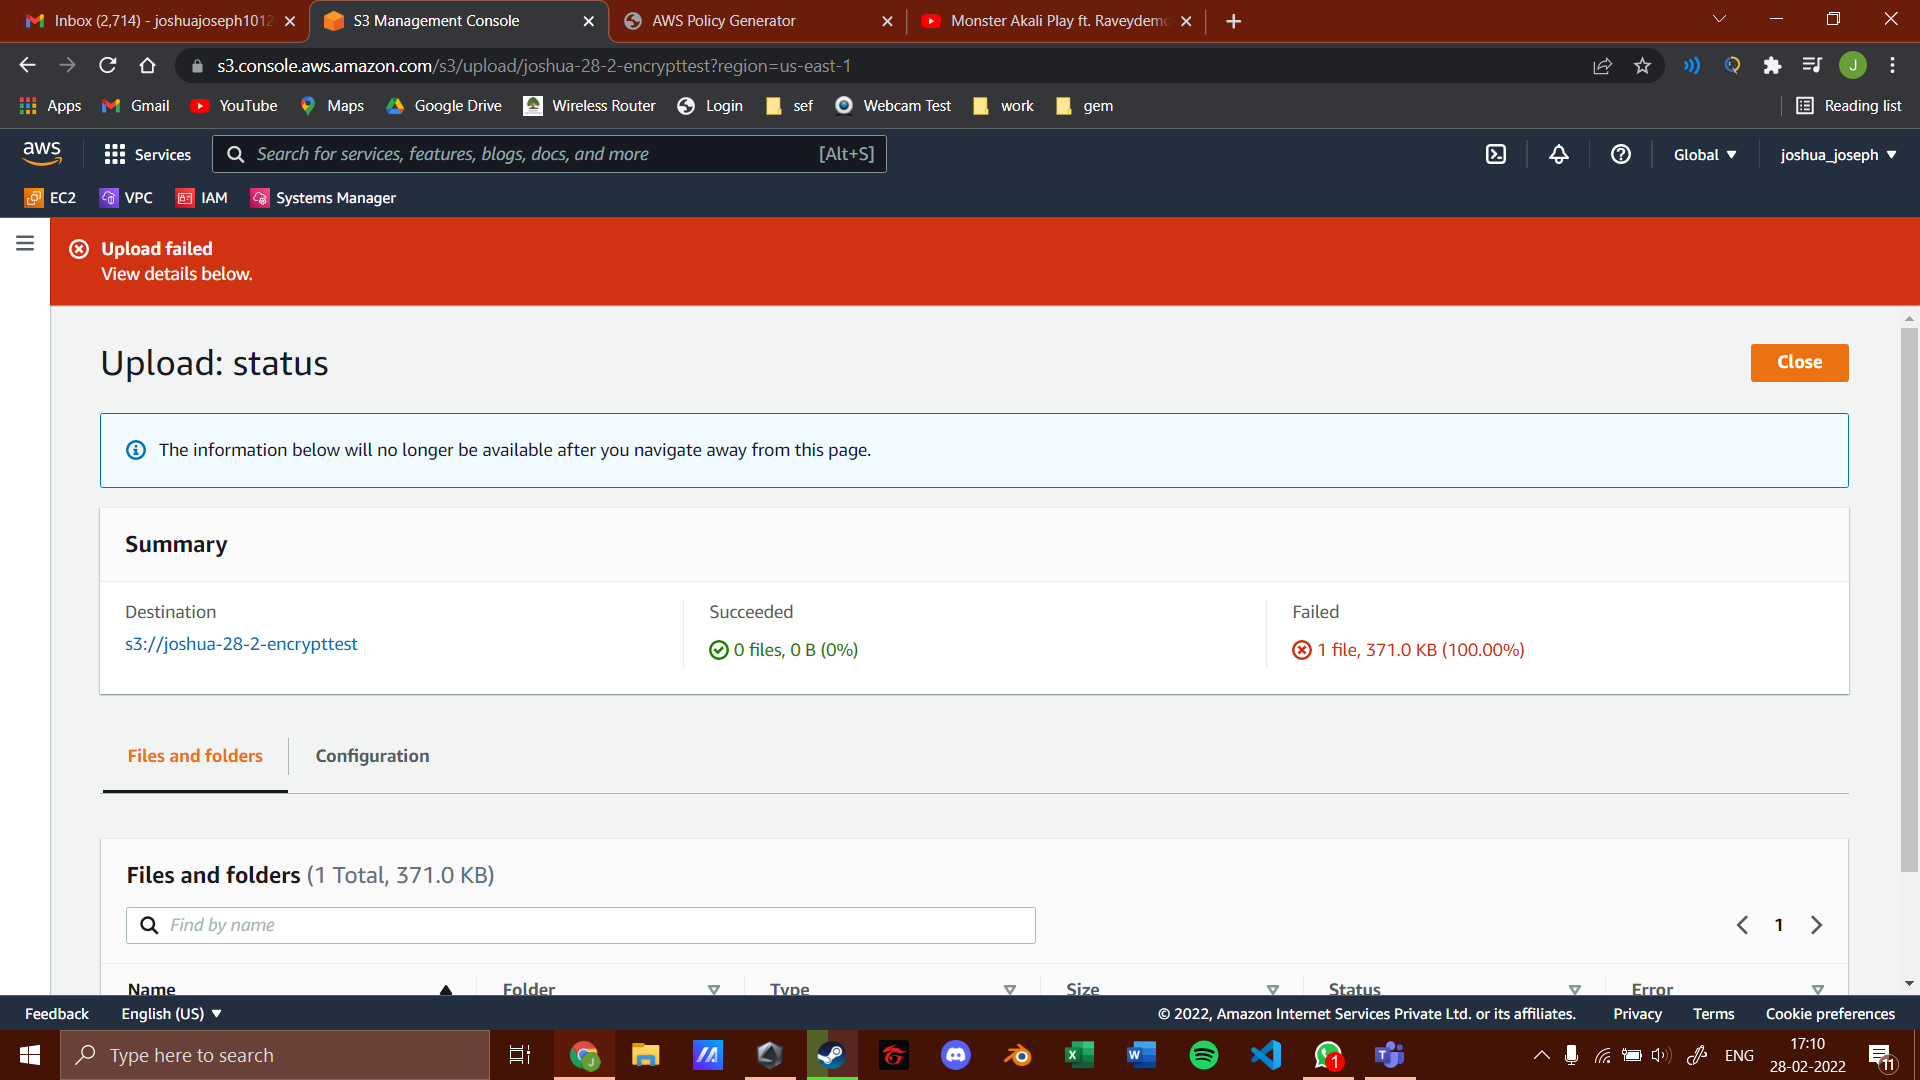 Inbox (2,714) - joshuajoseph1012
S3 Management Console
AWS Policy Generator
Monster Akali Play ft. Raveydemo
s3.console.aws.amazon.com/s3/upload/joshua-28-2-encrypttest?region=us-east-1
J
Apps
Gmail
YouTube
Maps
Google Drive
Wireless Router
Login
sef
Webcam Test
work
gem
Reading list
aws
Services
Search for services, features, blogs, docs, and more
[Alt+S]
Global
joshua_joseph
EC2
VPC
IAM
Systems Manager
Upload failed
View details below.
Upload: status
Close
The information below will no longer be available after you navigate away from this page.
Summary
Destination
s3://joshua-28-2-encrypttest
Succeeded
0 files, 0 B (0%)
Failed
1 file, 371.0 KB (100.00%)
Files and folders
Configuration
Files and folders (1 Total, 371.0 KB)
Find by name
1
Name
Folder
Type
Size
Status
Error
Feedback
English (US)
© 2022, Amazon Internet Services Private Ltd. or its affiliates.
Privacy
Terms
Cookie preferences
Type here to search
1
ENG
17:10
28-02-2022
11